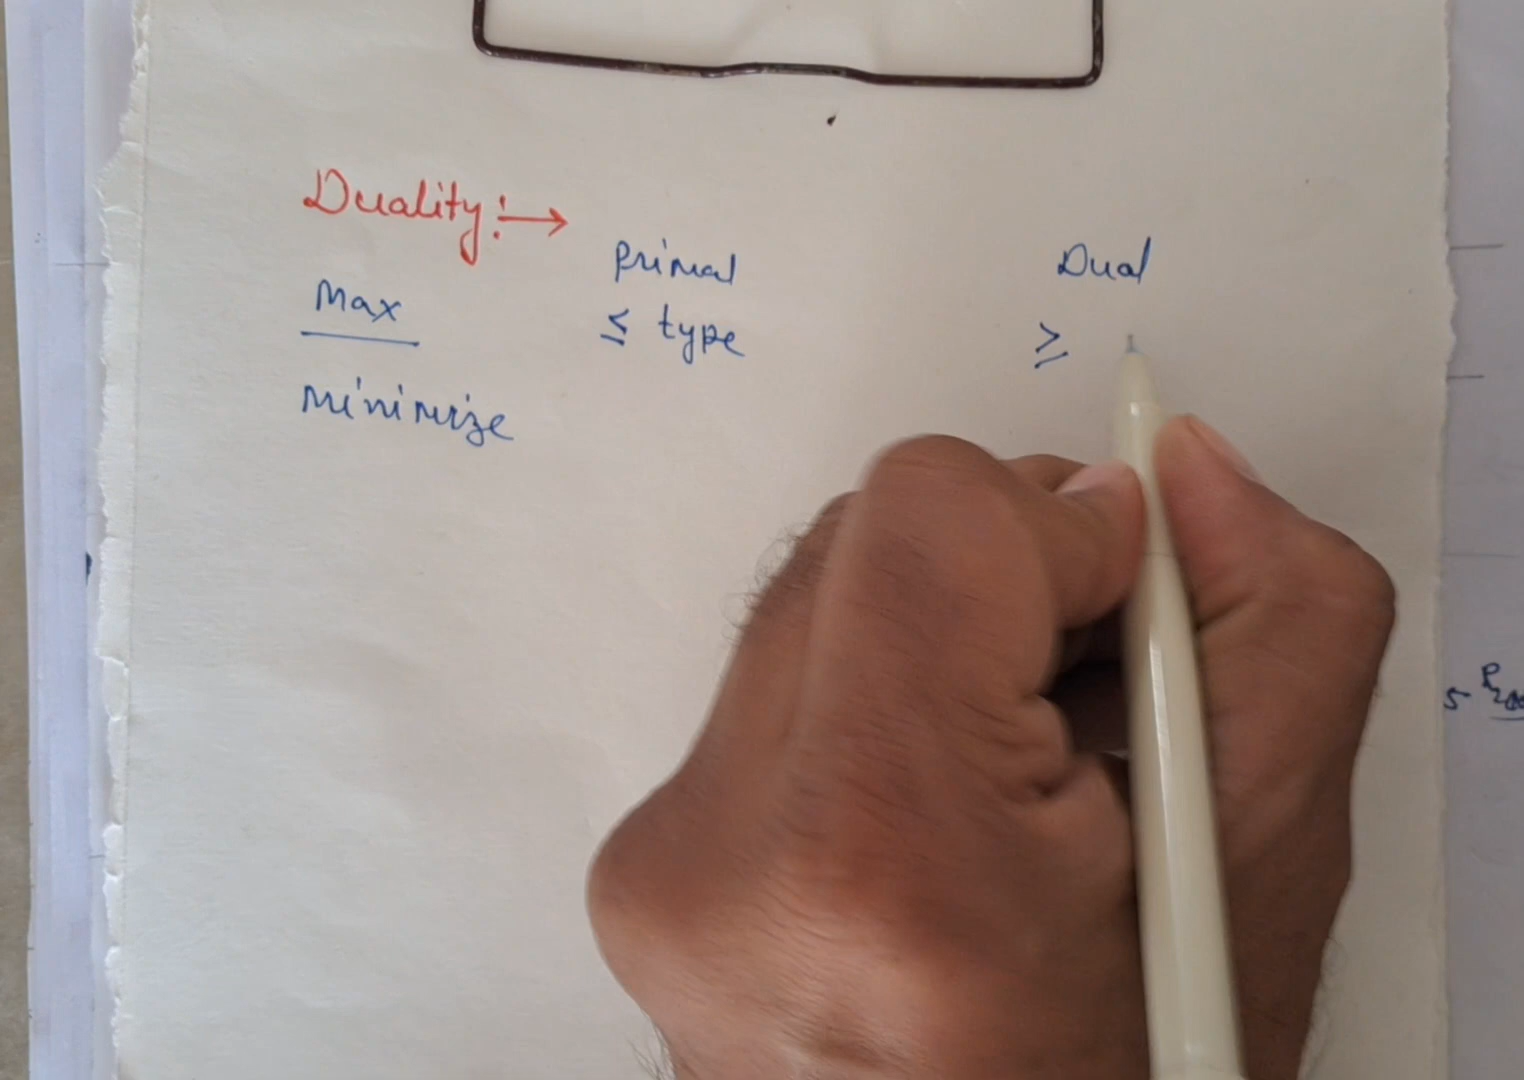 Duality:→
Primal Dual
Max ≤ type ≥
Minimize